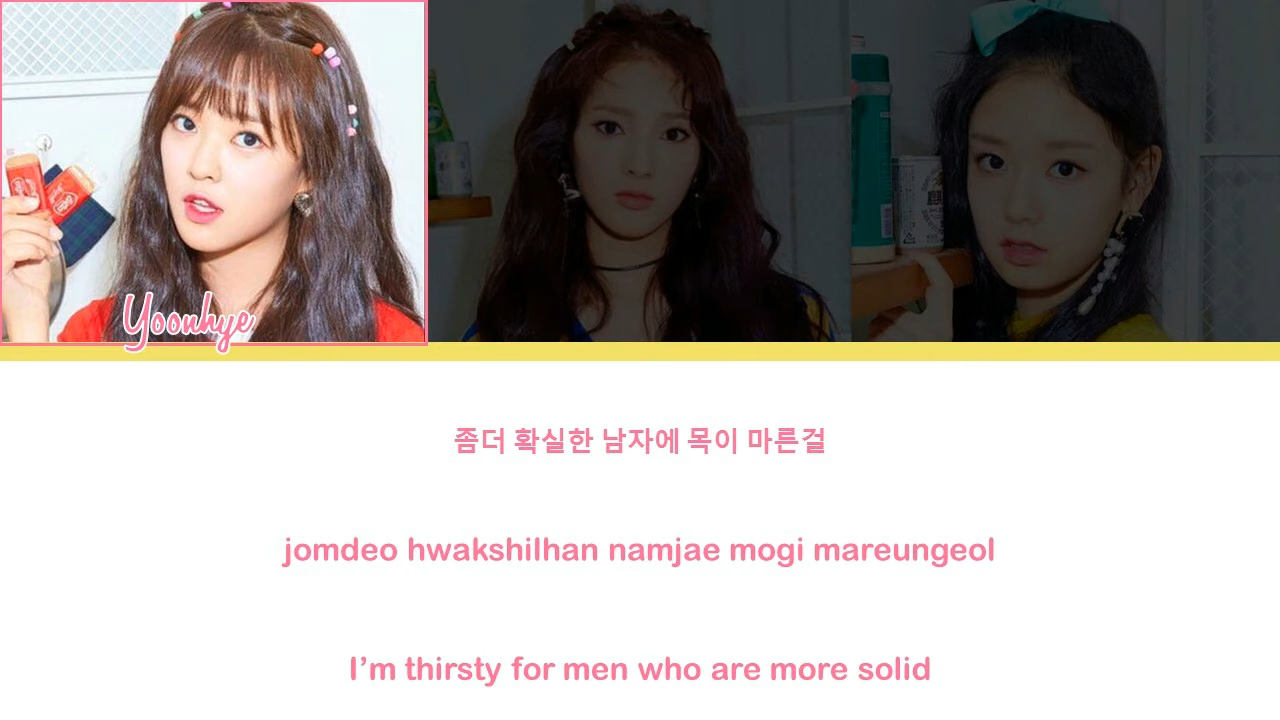 Yoonhye
좀더 확실한 남자에 목이 마른걸
jomdeo hwakshilhan namjae mogi mareungeol
I'm thirsty for men who are more solid